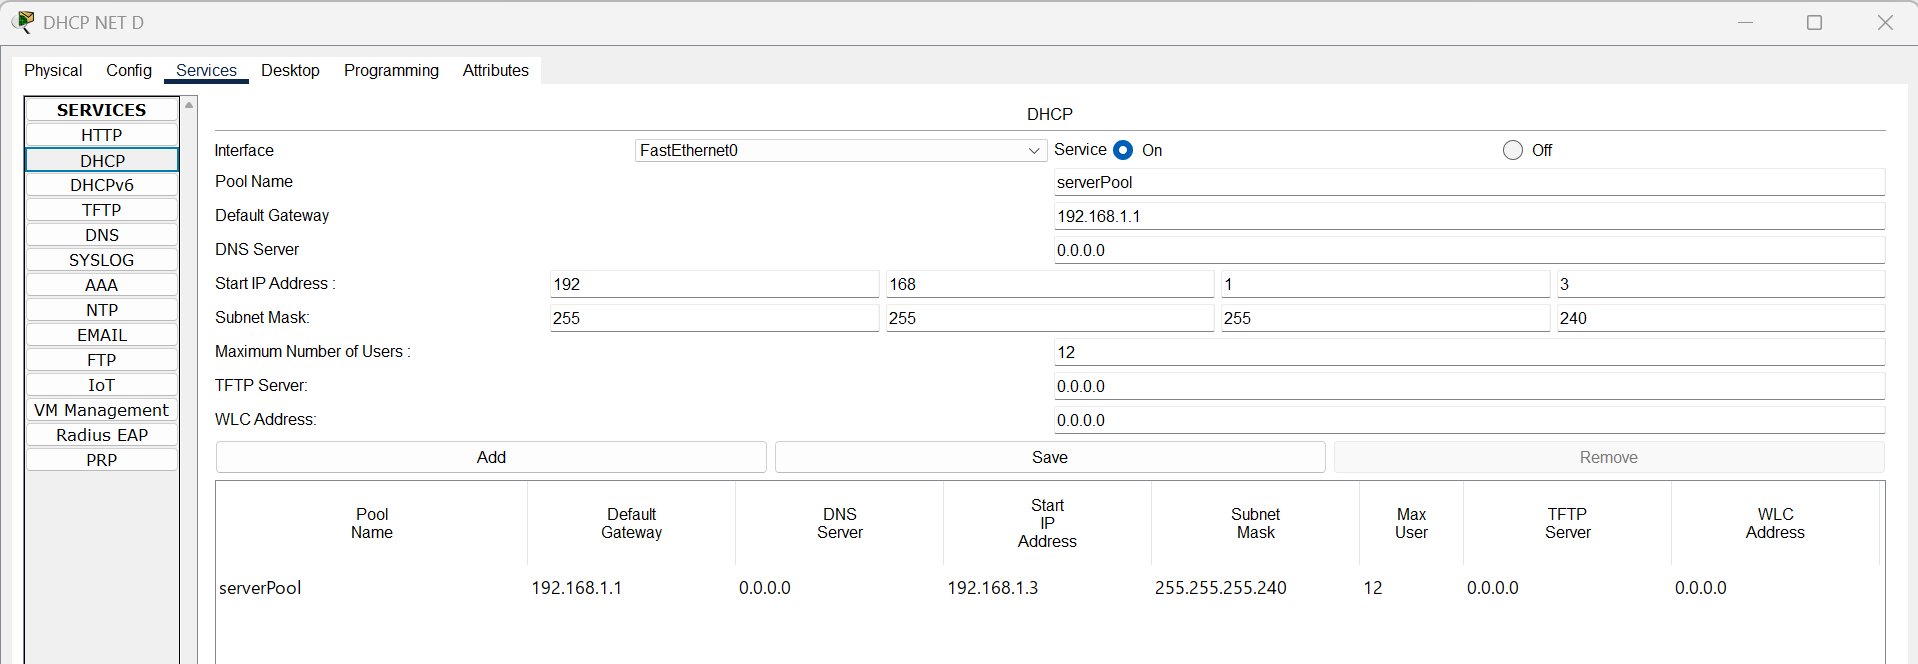 DHCP NET D
Physical Config Services Desktop Programming Attributes
SERVICES
HTTP
DHCP
DHCPv6
TFTP
DNS
SYSLOG
AAA
NTP
EMAIL
FTP
IoT
VM Management
Radius EAP
PRP
DHCP
Interface FastEthernet0 Service On Off
Pool Name serverPool
Default Gateway 192.168.1.1
DNS Server 0.0.0.0
Start IP Address : 192 168 1 3
Subnet Mask: 255 255 255 240
Maximum Number of Users : 12
TFTP Server: 0.0.0.0
WLC Address: 0.0.0.0
Add Save Remove
Pool Name
Default Gateway
DNS Server
Start IP Address
Subnet Mask
Max User
TFTP Server
WLC Address
serverPool 192.168.1.1 0.0.0.0 192.168.1.3 255.255.255.240 12 0.0.0.0 0.0.0.0